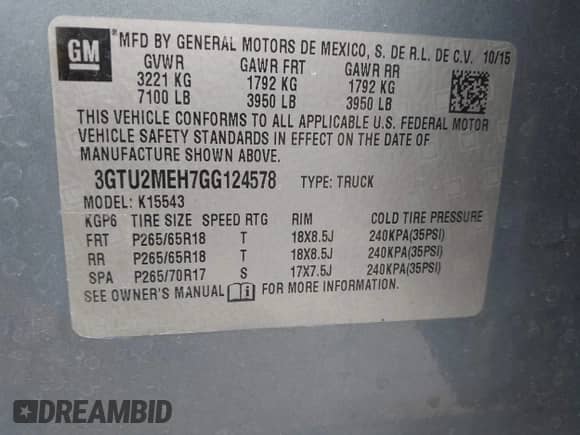 GM *MFD BY GENERAL MOTORS DE MEXICO, S. DE R.L. DE C.V. 10/15
GVWR GAWR FRT GAWR RR
3221 KG 1792 KG 1792 KG
7100 LB 3950 LB 3950 LB
THIS VEHICLE CONFORMS TO ALL APPLICABLE U.S. FEDERAL MOTOR
VEHICLE SAFETY STANDARDS IN EFFECT ON THE DATE OF
MANUFACTURE SHOWN ABOVE.
3GTU2MEH7GG124578 TYPE: TRUCK
MODEL: K15543
KGP6 TIRE SIZE SPEED RTG RIM COLD TIRE PRESSURE
FRT P265/65R18 T 18X8.5J 240KPA(35PSI)
RR P265/65R18 T 18X8.5J 240KPA(35PSI)
SPA P265/70R17 S 17X7.5J 240KPA(35PSI)
SEE OWNER'S MANUAL FOR MORE INFORMATION.
DREAMBID